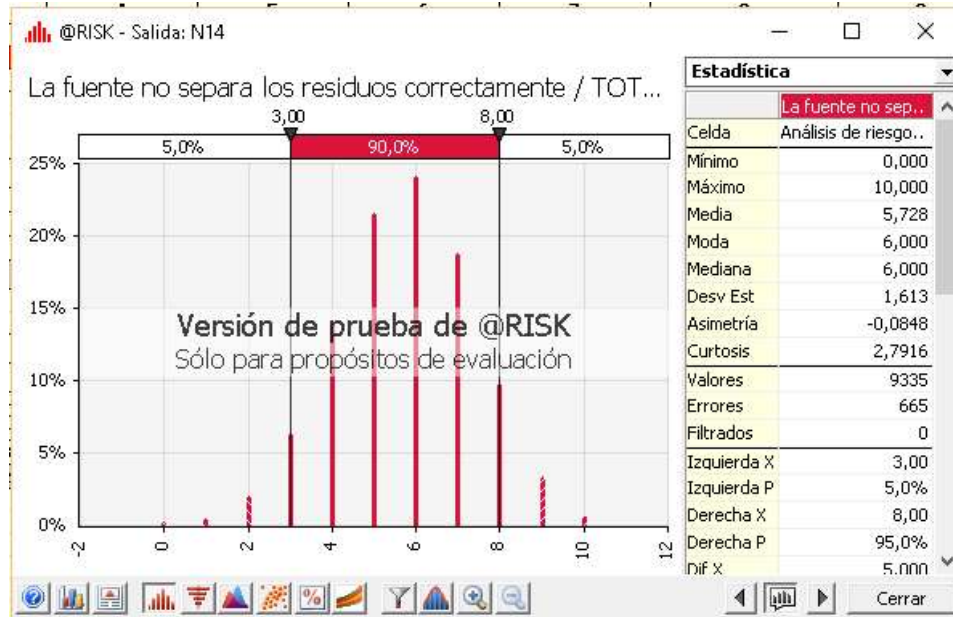 @RISK - Salida: N14
La fuente no separa los residuos correctamente / TOT...
3,00 8,00
5,0% 90,0% 5,0%
25%
20%
15%
10%
5%
0%
-2 0 2 4 6 8 10 12
Versión de prueba de @RISK
Sólo para propósitos de evaluación
Estadística
La fuente no sep..
Celda Análisis de riesgo..
Mínimo 0,000
Máximo 10,000
Media 5,728
Moda 6,000
Mediana 6,000
Desv Est 1,613
Asimetría -0,0848
Curtosis 2,7916
Valores 9335
Errores 665
Filtrados 0
Izquierda X 3,00
Izquierda P 5,0%
Derecha X 8,00
Derecha P 95,0%
Dif X 5,000
Cerrar